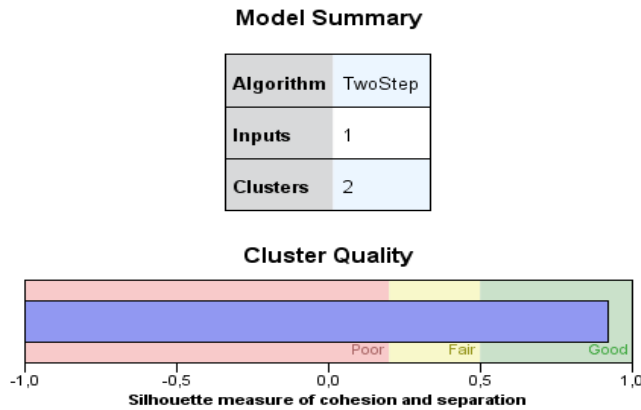 Model Summary
Algorithm TwoStep
Inputs 1
Clusters 2
Cluster Quality
Poor Fair Good
-1,0 -0,5 0,0 0,5 1,0
Silhouette measure of cohesion and separation